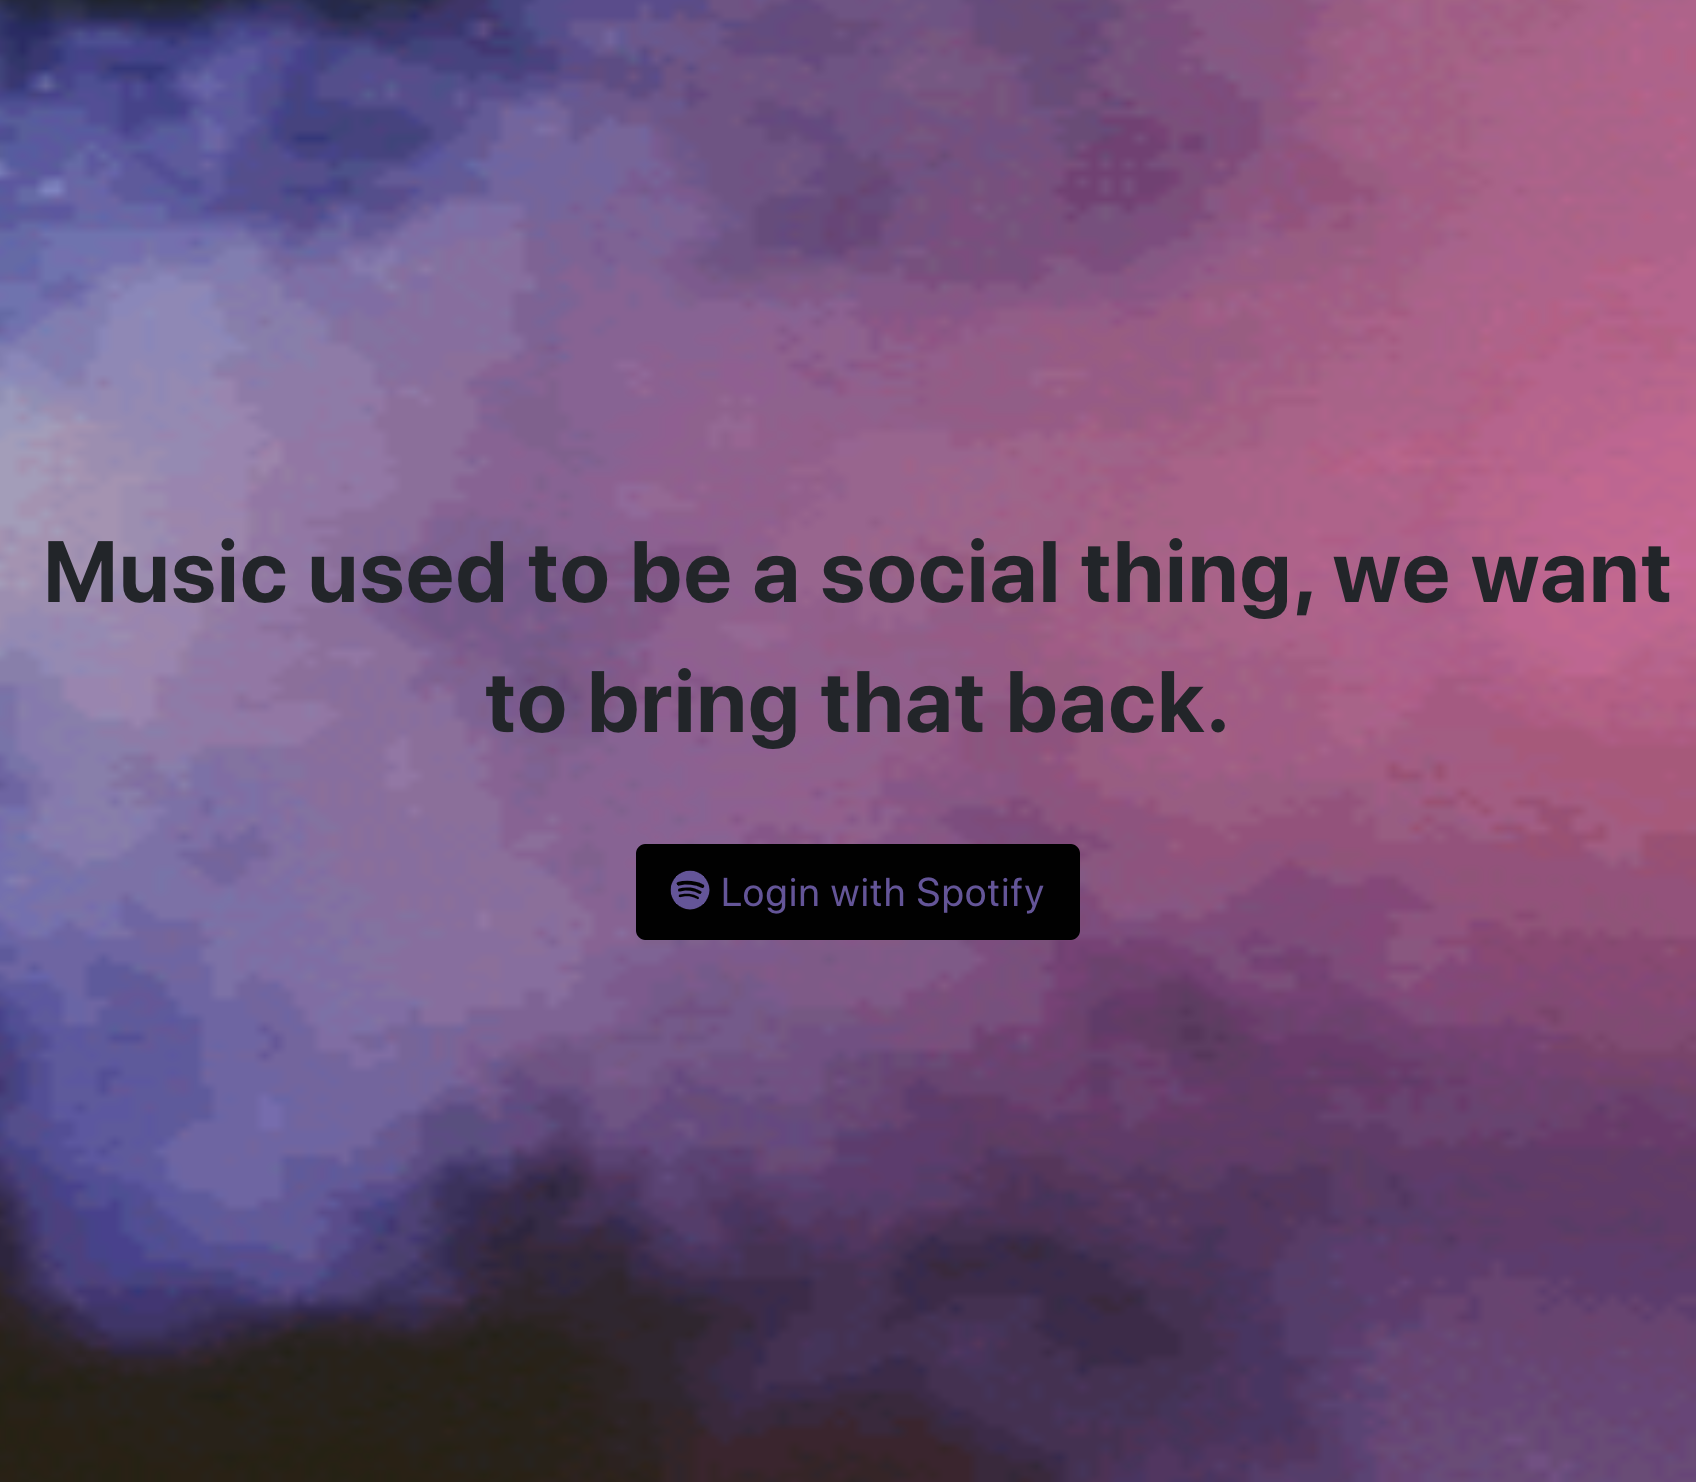 Music used to be a social thing, we want
to bring that back.
Login with Spotify